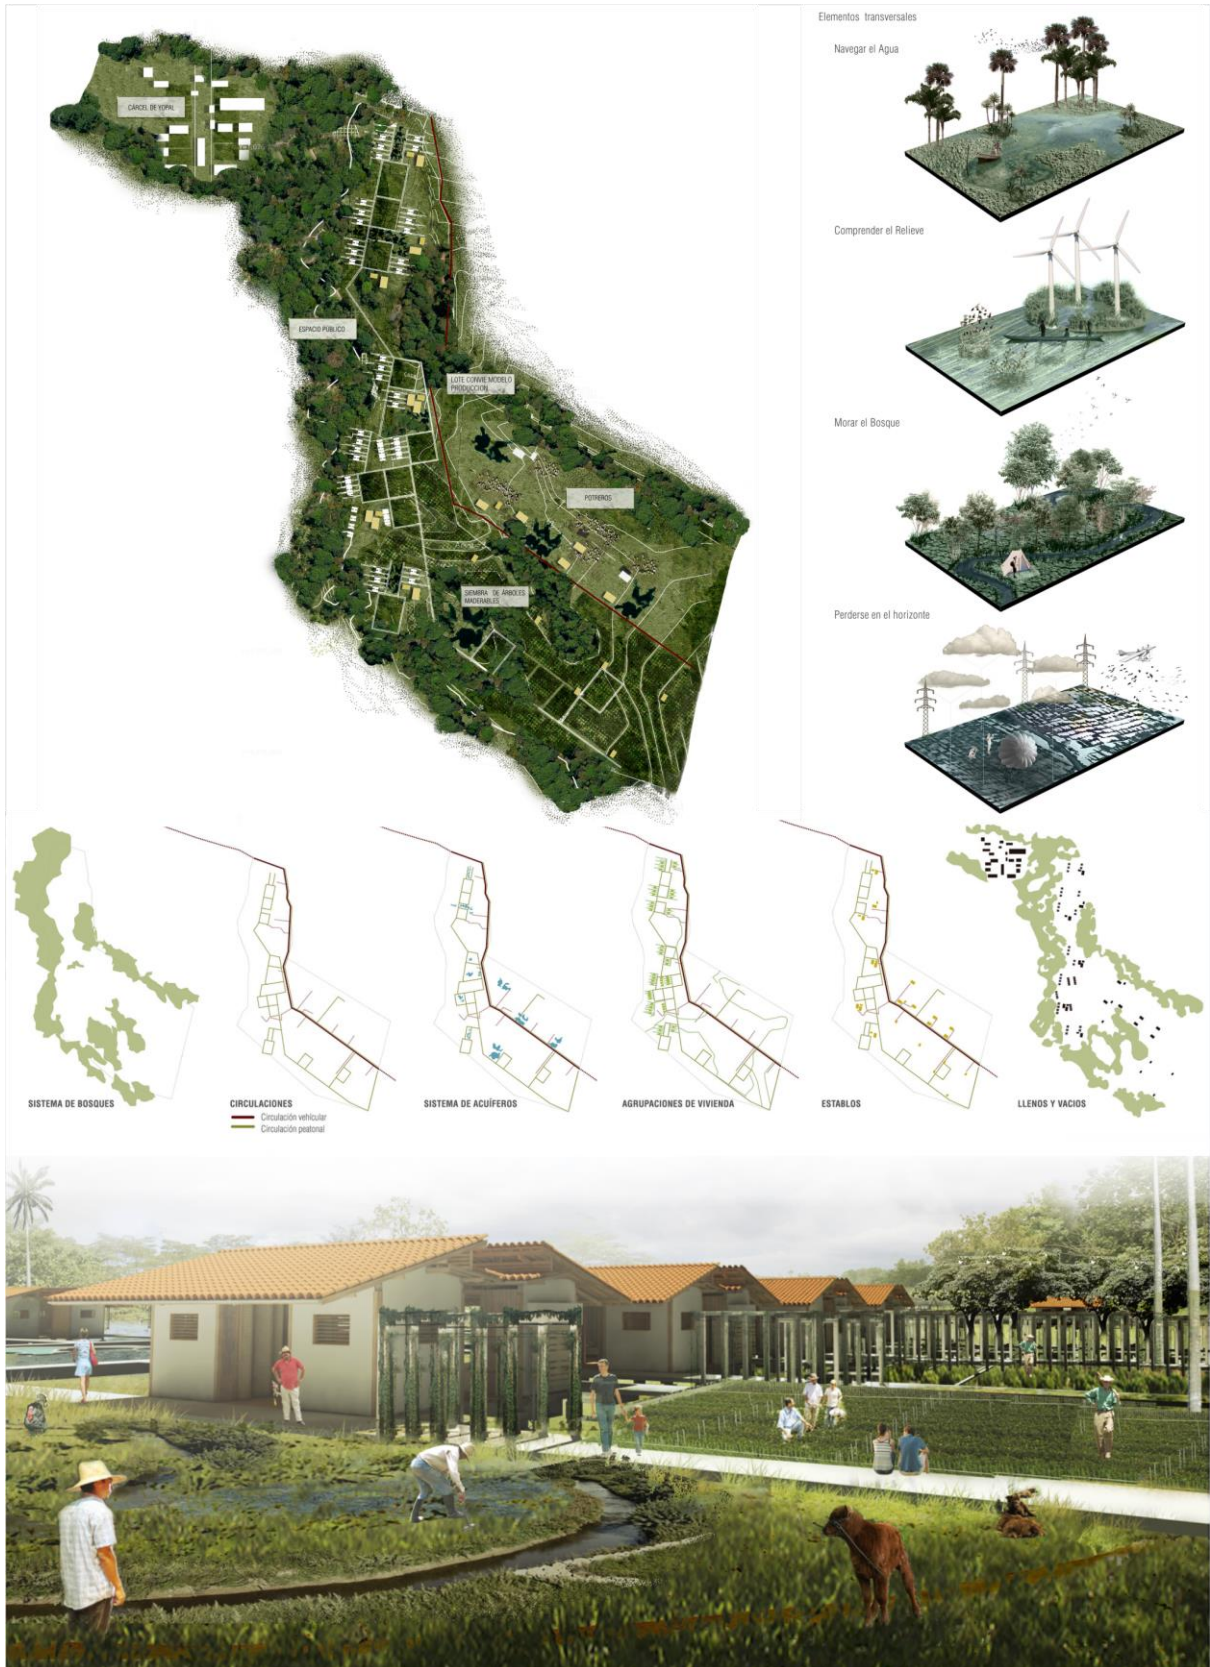 Elementos transversales
Navegar el Agua
CÁRCEL DE YOPAL
Comprender el Relieve
ESPACIO PÚBLICO
LOTE CONVIE MODELO
PRODUCCION
Morar el Bosque
POTREROS
SIEMBRA DE ÁRBOLES
MADERABLES
Perderse en el horizonte
SISTEMA DE BOSQUES
CIRCULACIONES
Circulación vehicular
Circulación peatonal
SISTEMA DE ACUÍFEROS
AGRUPACIONES DE VIVIENDA
ESTABLOS
LLENOS Y VACIOS